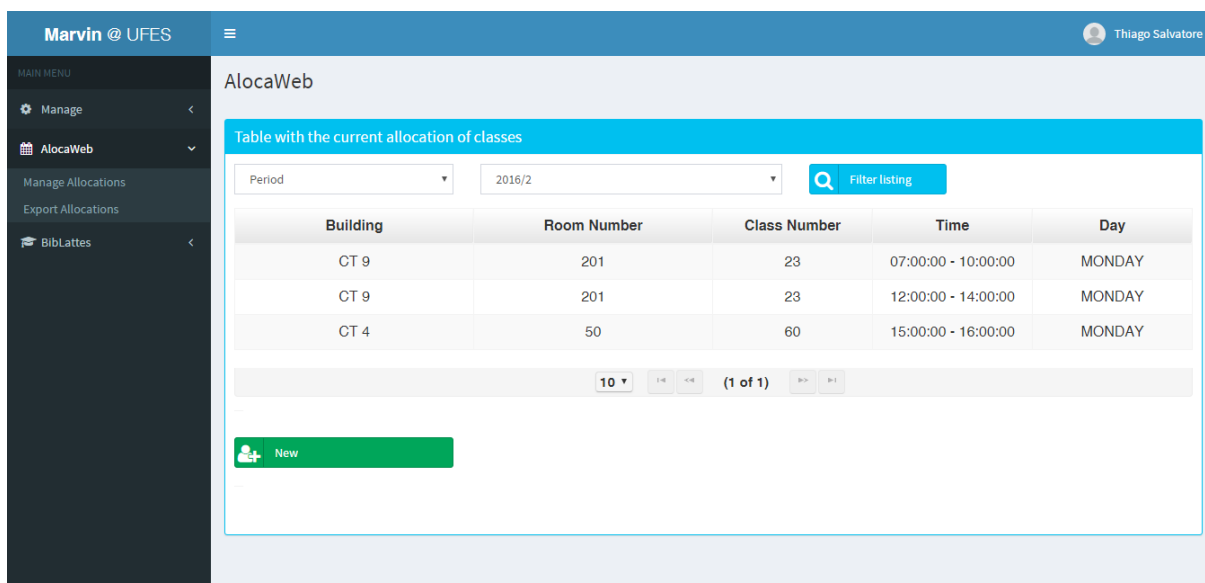 Marvin @ UFES
Thiago Salvatore
MAIN MENU
Manage
AlocaWeb
Manage Allocations
Export Allocations
BibLattes
AlocaWeb
Table with the current allocation of classes
Period 2016/2 Filter listing
Building Room Number Class Number Time Day
CT 9 201 23 07:00:00 - 10:00:00 MONDAY
CT 9 201 23 12:00:00 - 14:00:00 MONDAY
CT 4 50 60 15:00:00 - 16:00:00 MONDAY
10 (1 of 1)
New